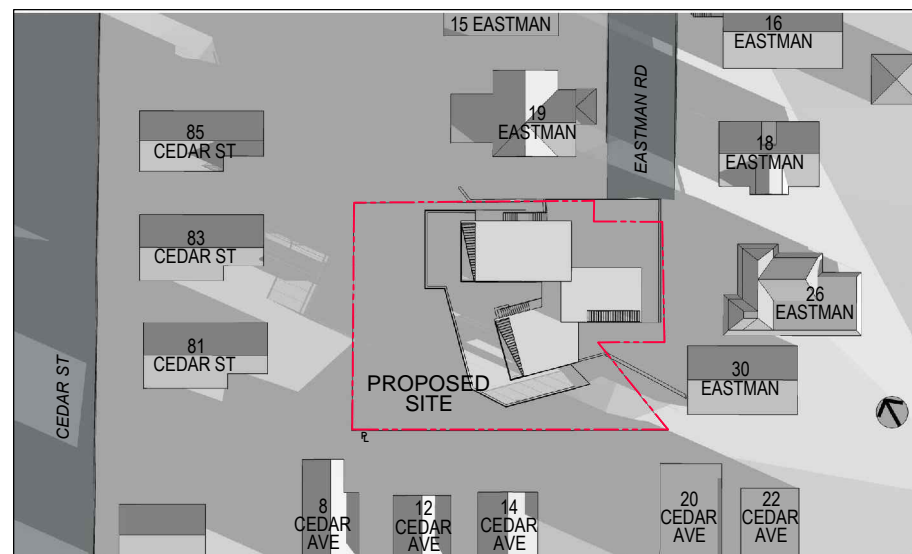 15 EASTMAN
16
EASTMAN
EASTMAN RD
19
EASTMAN
85
CEDAR ST
18
EASTMAN
83
CEDAR ST
26
EASTMAN
81
CEDAR ST
30
EASTMAN
PROPOSED
SITE
CEDAR ST
PL
8
CEDAR
AVE
12
CEDAR
AVE
14
CEDAR
AVE
20
CEDAR
AVE
22
CEDAR
AVE